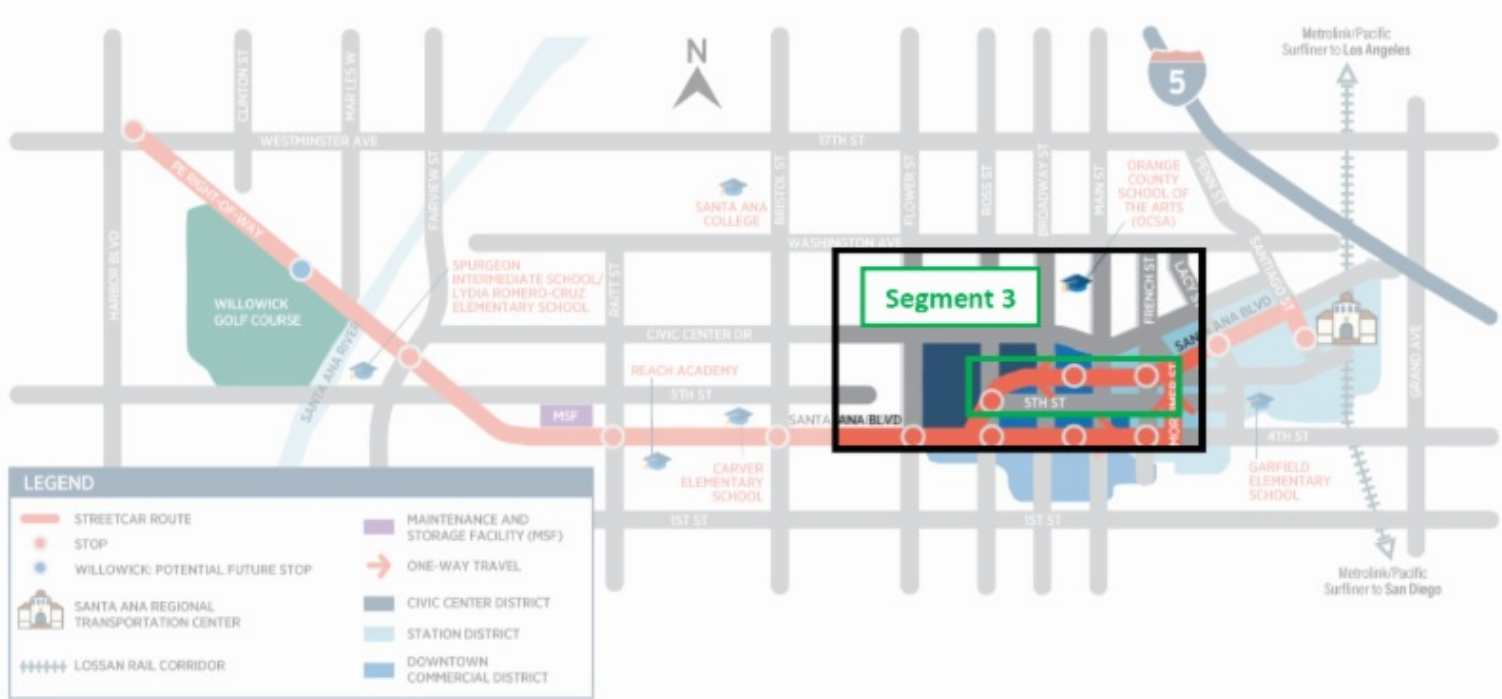 Metrolink/Pacific
Surfliner to Los Angeles
N
5
CLINTON ST
WESTMINSTER AVE
17TH ST
PE RIGHT-OF-WAY
HARBOR BLVD
FAIRVIEW ST
SANTA ANA
COLLEGE
BRISTOL ST
FLOWER ST
ROSS ST
BROADWAY ST
MAIN ST
ORANGE
COUNTY
SCHOOL OF
THE ARTS
(OCSA)
PENN ST
WASHINGTON AVE
SPURGEON
INTERMEDIATE SCHOOL/
LYDIA ROMERO-CRUZ
ELEMENTARY SCHOOL
RAITT ST
WILLOWICK
GOLF COURSE
SANTA ANA RIVER
CIVIC CENTER DR
Segment 3
FRENCH ST
LACY
SANTIAGO ST
SANTA ANA BLVD
GRAND AVE
REACH ACADEMY
5TH ST
5TH ST
MSF
SANTA ANA BLVD
4TH ST
CARVER
ELEMENTARY
SCHOOL
GARFIELD
ELEMENTARY
SCHOOL
1ST ST
1ST ST
Metrolink/Pacific
Surfliner to San Diego
LEGEND
STREETCAR ROUTE
STOP
WILLOWICK: POTENTIAL FUTURE STOP
SANTA ANA REGIONAL
TRANSPORTATION CENTER
LOSSAN RAIL CORRIDOR
MAINTENANCE AND
STORAGE FACILITY (MSF)
ONE-WAY TRAVEL
CIVIC CENTER DISTRICT
STATION DISTRICT
DOWNTOWN
COMMERCIAL DISTRICT